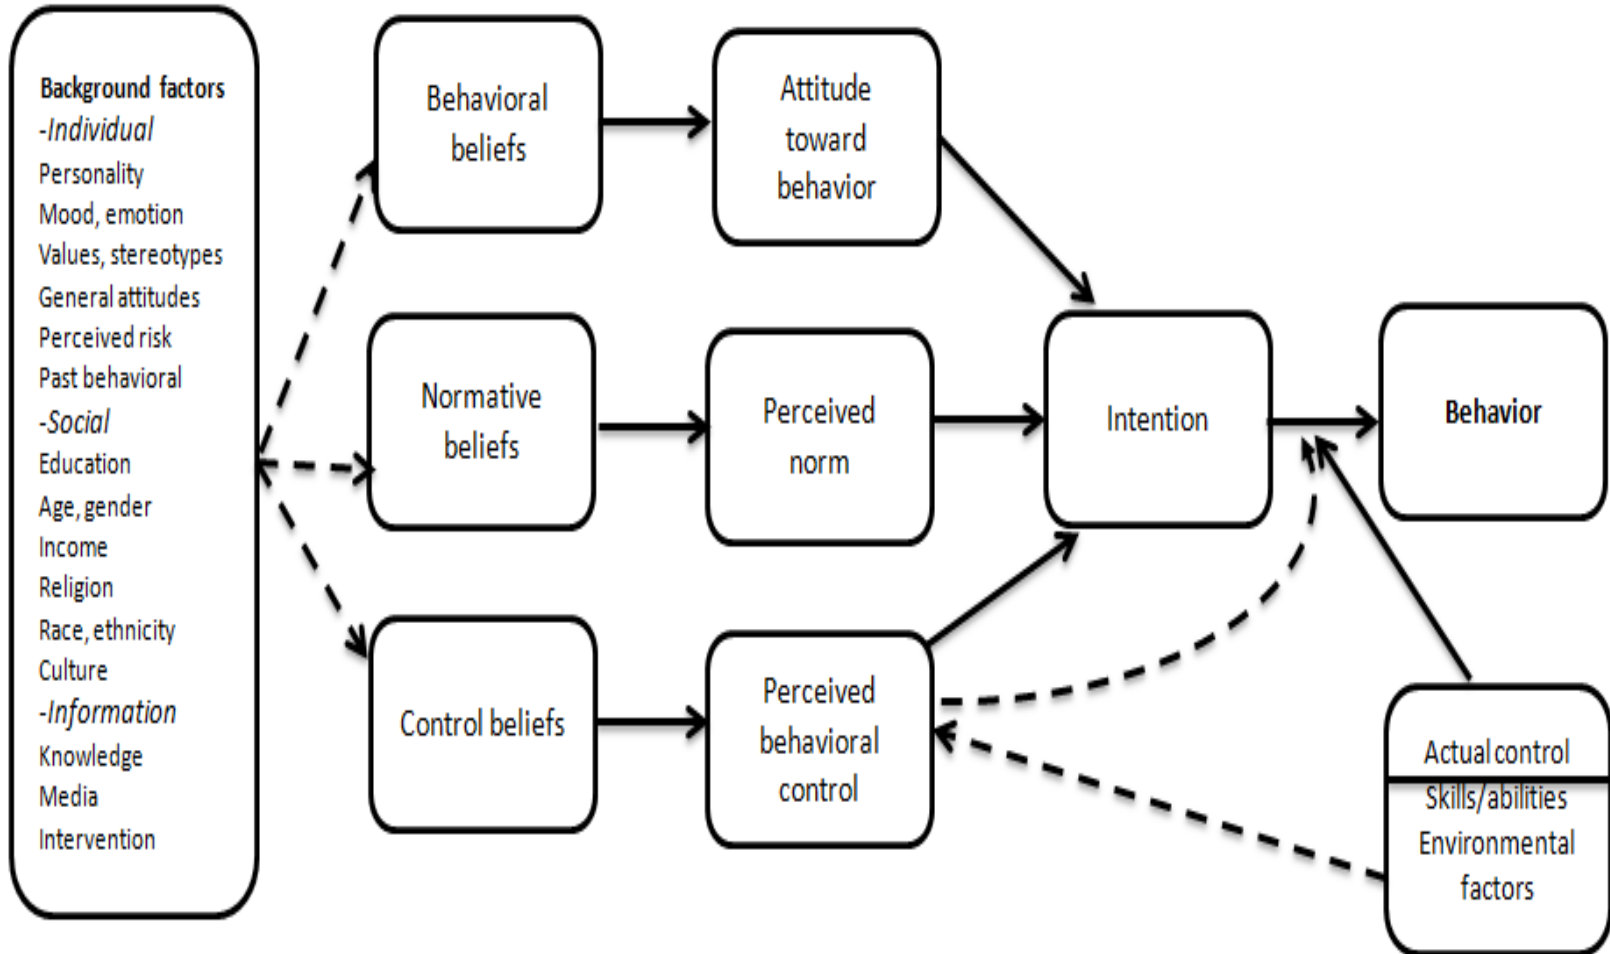 Background factors
-Individual
Personality
Mood, emotion
Values, stereotypes
General attitudes
Perceived risk
Past behavioral
-Social
Education
Age, gender
Income
Religion
Race, ethnicity
Culture
-Information
Knowledge
Media
Intervention
Behavioral
beliefs
Attitude
toward
behavior
Normative
beliefs
Perceived
norm
Intention
Behavior
Control beliefs
Perceived
behavioral
control
Actual control
Skills/abilities
Environmental
factors